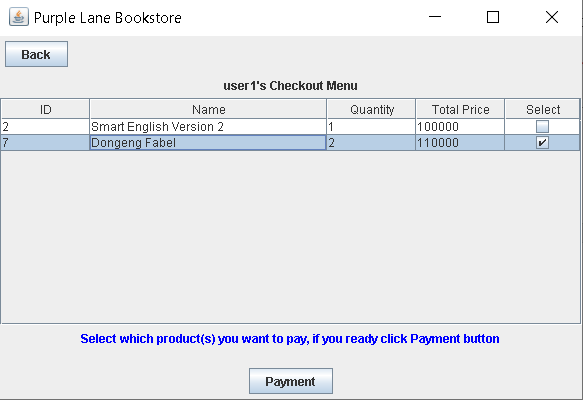 Purple Lane Bookstore
Back
user1's Checkout Menu
ID Name Quantity Total Price Select
2 Smart English Version 2 1 100000
7 Dongeng Fabel 2 110000
Select which product(s) you want to pay, if you ready click Payment button
Payment